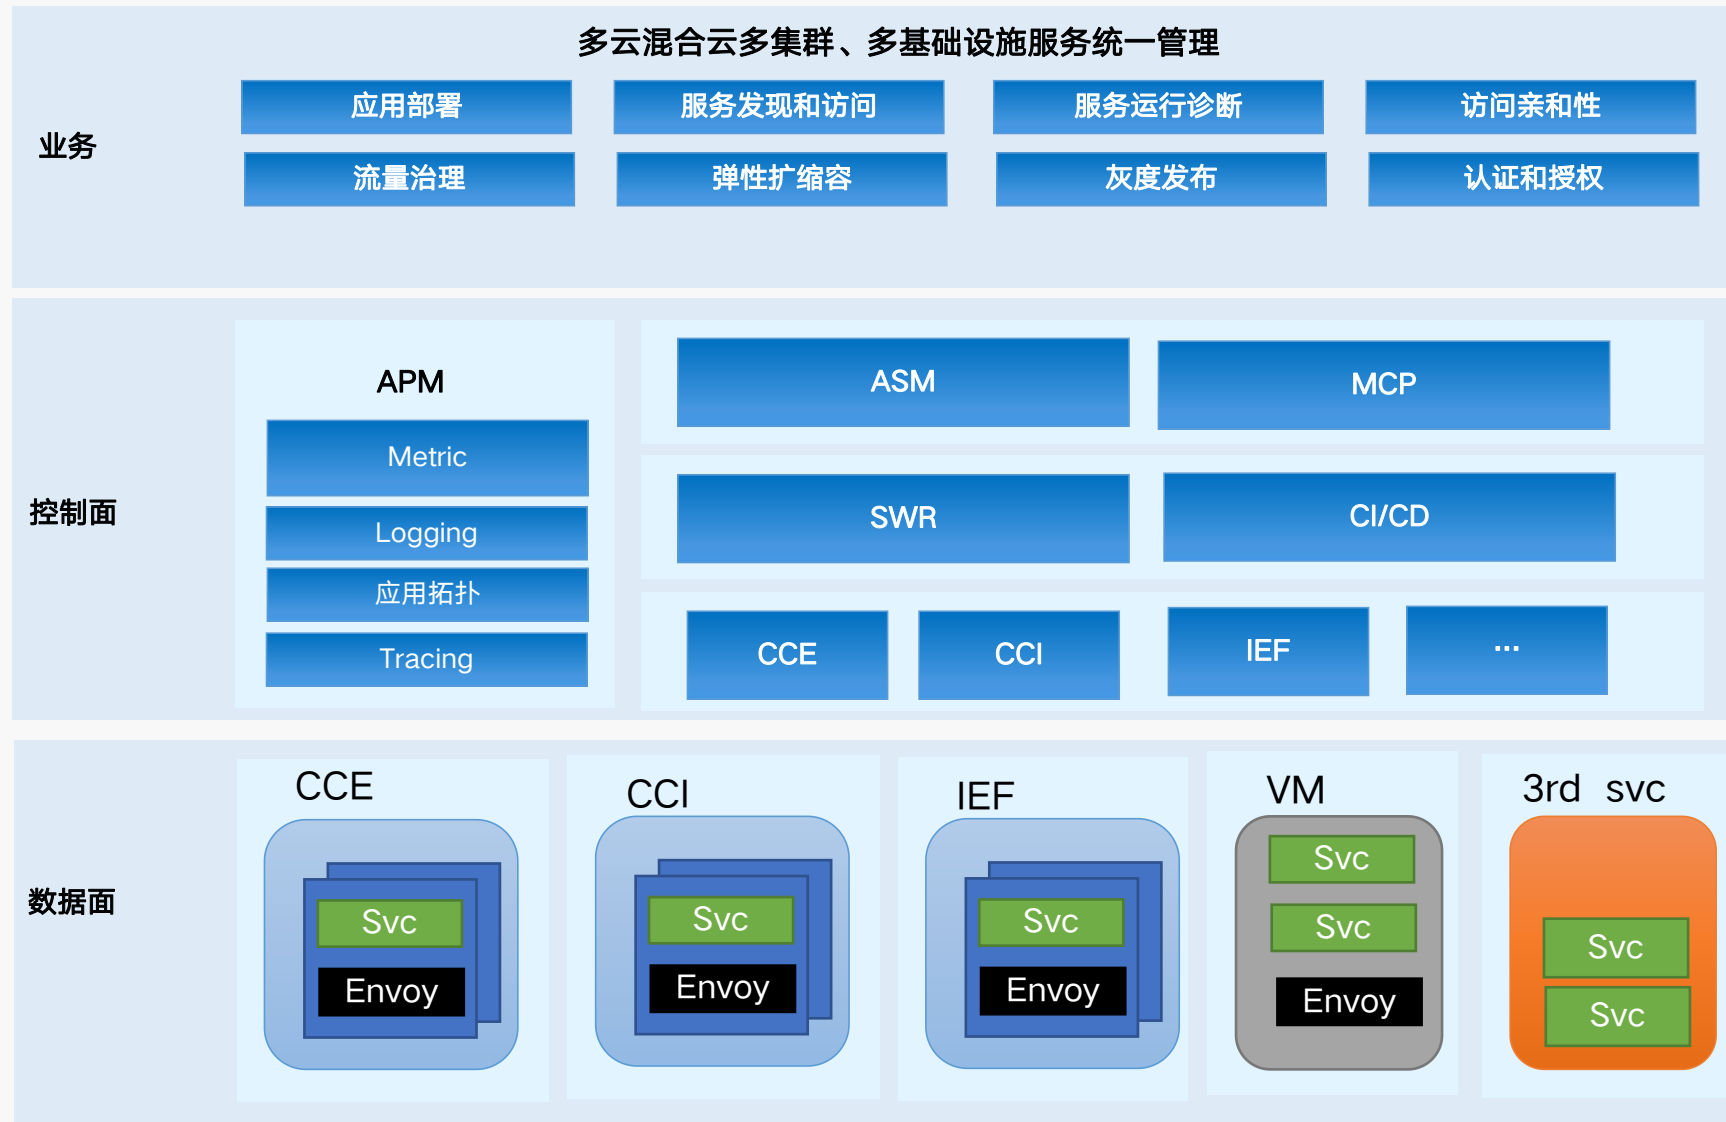 多云混合云多集群、多基础设施服务统一管理
业务
应用部署
服务发现和访问
服务运行诊断
访问亲和性
流量治理
弹性扩缩容
灰度发布
认证和授权
控制面
APM
Metric
Logging
应用拓扑
Tracing
ASM
MCP
SWR
CI/CD
CCE
CCI
IEF
...
数据面
CCE
Svc
Envoy
CCI
Svc
Envoy
IEF
Svc
Envoy
VM
Svc
Svc
Envoy
3rd svc
Svc
Svc